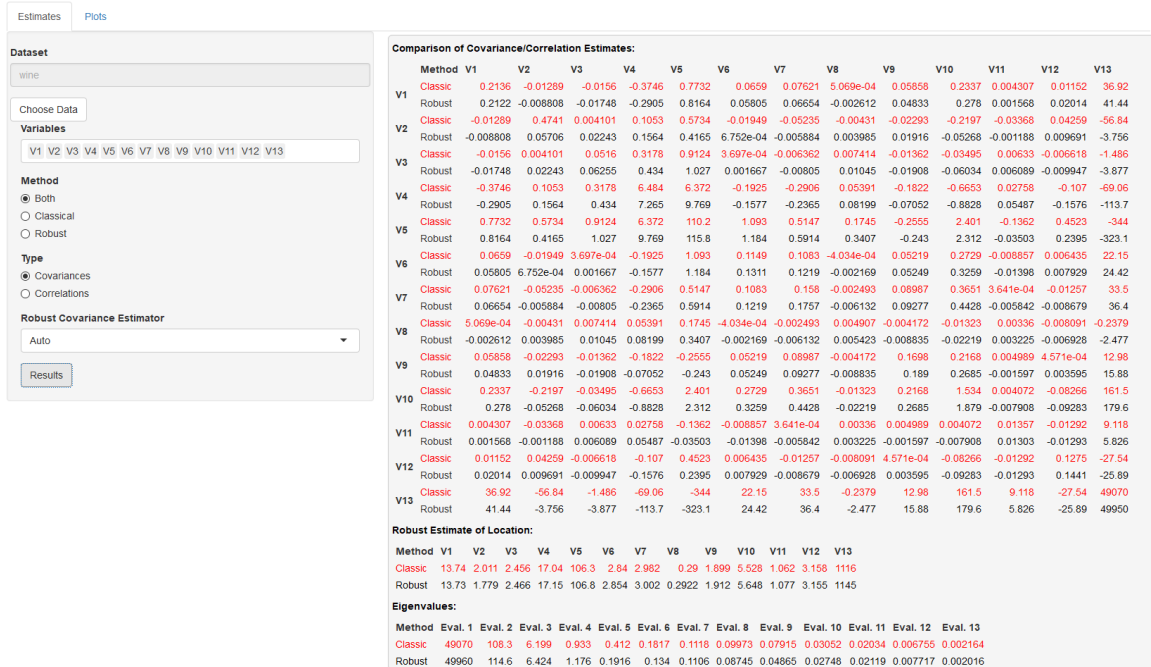 Estimates Plots
Dataset
wine
Choose Data
Variables
V1 V2 V3 V4 V5 V6 V7 V8 V9 V10 V11 V12 V13
Method
Both
Classical
Robust
Type
Covariances
Correlations
Robust Covariance Estimator
Auto
Results
Comparison of Covariance/Correlation Estimates:
Method V1 V2 V3 V4 V5 V6 V7 V8 V9 V10 V11 V12 V13
V1
Classic 0.2136 -0.01289 -0.0156 -0.3746 0.7732 0.0659 0.07621 5.069e-04 0.05858 0.2337 0.004307 0.01152 36.92
Robust 0.2122 -0.008808 -0.01748 -0.2905 0.8164 0.05805 0.06654 -0.002612 0.04833 0.278 0.001568 0.02014 41.44
V2
Classic -0.01289 0.4741 0.004101 0.1053 0.5734 -0.01949 -0.05235 -0.00431 -0.02293 -0.2197 -0.03368 0.04259 -56.84
Robust -0.008808 0.05706 0.02243 0.1564 0.4165 6.752e-04 -0.005884 0.003985 0.01916 -0.05268 -0.001188 0.009691 -3.756
V3
Classic -0.0156 0.004101 0.0516 0.3178 0.9124 3.697e-04 -0.006362 0.007414 -0.01362 -0.03495 0.00633 -0.006618 -1.486
Robust -0.01748 0.02243 0.06255 0.434 1.027 0.001667 -0.00805 0.01045 -0.01908 -0.06034 0.006089 -0.009947 -3.877
V4
Classic -0.3746 0.1053 0.3178 6.484 6.372 -0.1925 -0.2906 0.05391 -0.1822 -0.6653 0.02758 -0.107 -69.06
Robust -0.2905 0.1564 0.434 7.265 9.769 -0.1577 -0.2365 0.08199 -0.07052 -0.8828 0.05487 -0.1576 -113.7
V5
Classic 0.7732 0.5734 0.9124 6.372 110.2 1.093 0.5147 0.1745 -0.2555 2.401 -0.1362 0.4523 -344
Robust 0.8164 0.4165 1.027 9.769 115.8 1.184 0.5914 0.3407 -0.243 2.312 -0.03503 0.2395 -323.1
V6
Classic 0.0659 -0.01949 3.697e-04 -0.1925 1.093 0.1149 0.1083 -4.034e-04 0.05219 0.2729 -0.008857 0.006435 22.15
Robust 0.05805 6.752e-04 0.001667 -0.1577 1.184 0.1311 0.1219 -0.002169 0.05249 0.3259 -0.01398 0.007929 24.42
V7
Classic 0.07621 -0.05235 -0.006362 -0.2906 0.5147 0.1083 0.158 -0.002493 0.08987 0.3651 3.641e-04 -0.01257 33.5
Robust 0.06654 -0.005884 -0.00805 -0.2365 0.5914 0.1219 0.1757 -0.006132 0.09277 0.4428 -0.005842 -0.008679 36.4
V8
Classic 5.069e-04 -0.00431 0.007414 0.05391 0.1745 -4.034e-04 -0.002493 0.004907 -0.004172 -0.01323 0.00336 -0.008091 -0.2379
Robust -0.002612 0.003985 0.01045 0.08199 0.3407 -0.002169 -0.006132 0.005423 -0.008835 -0.02219 0.003225 -0.006928 -2.477
V9
Classic 0.05858 -0.02293 -0.01362 -0.1822 -0.2555 0.05219 0.08987 -0.004172 0.1698 0.2168 0.004989 4.571e-04 12.98
Robust 0.04833 0.01916 -0.01908 -0.07052 -0.243 0.05249 0.09277 -0.008835 0.189 0.2685 -0.001597 0.003595 15.88
V10
Classic 0.2337 -0.2197 -0.03495 -0.6653 2.401 0.2729 0.3651 -0.01323 0.2168 1.534 0.004072 -0.08266 161.5
Robust 0.278 -0.05268 -0.06034 -0.8828 2.312 0.3259 0.4428 -0.02219 0.2685 1.879 -0.007908 -0.09283 179.6
V11
Classic 0.004307 -0.03368 0.00633 0.02758 -0.1362 -0.008857 3.641e-04 0.00336 0.004989 0.004072 0.01357 -0.01292 9.118
Robust 0.001568 -0.001188 0.006089 0.05487 -0.03503 -0.01398 -0.005842 0.003225 -0.001597 -0.007908 0.01303 -0.01293 5.826
V12
Classic 0.01152 0.04259 -0.006618 -0.107 0.4523 0.006435 -0.01257 -0.008091 4.571e-04 -0.08266 -0.01292 0.1275 -27.54
Robust 0.02014 0.009691 -0.009947 -0.1576 0.2395 0.007929 -0.008679 -0.006928 0.003595 -0.09283 -0.01293 0.1441 -25.89
V13
Classic 36.92 -56.84 -1.486 -69.06 -344 22.15 33.5 -0.2379 12.98 161.5 9.118 -27.54 49070
Robust 41.44 -3.756 -3.877 -113.7 -323.1 24.42 36.4 -2.477 15.88 179.6 5.826 -25.89 49950
Robust Estimate of Location:
Method V1 V2 V3 V4 V5 V6 V7 V8 V9 V10 V11 V12 V13
Classic 13.74 2.011 2.456 17.04 106.3 2.84 2.982 0.29 1.899 5.528 1.062 3.158 1116
Robust 13.73 1.779 2.466 17.15 106.8 2.854 3.002 0.2922 1.912 5.648 1.077 3.155 1145
Eigenvalues:
Method Eval. 1 Eval. 2 Eval. 3 Eval. 4 Eval. 5 Eval. 6 Eval. 7 Eval. 8 Eval. 9 Eval. 10 Eval. 11 Eval. 12 Eval. 13
Classic 49070 108.3 6.199 0.933 0.412 0.1817 0.1118 0.09973 0.07915 0.03052 0.02034 0.006755 0.002164
Robust 49960 114.6 6.424 1.176 0.1916 0.134 0.1106 0.08745 0.04865 0.02748 0.02119 0.007717 0.002016